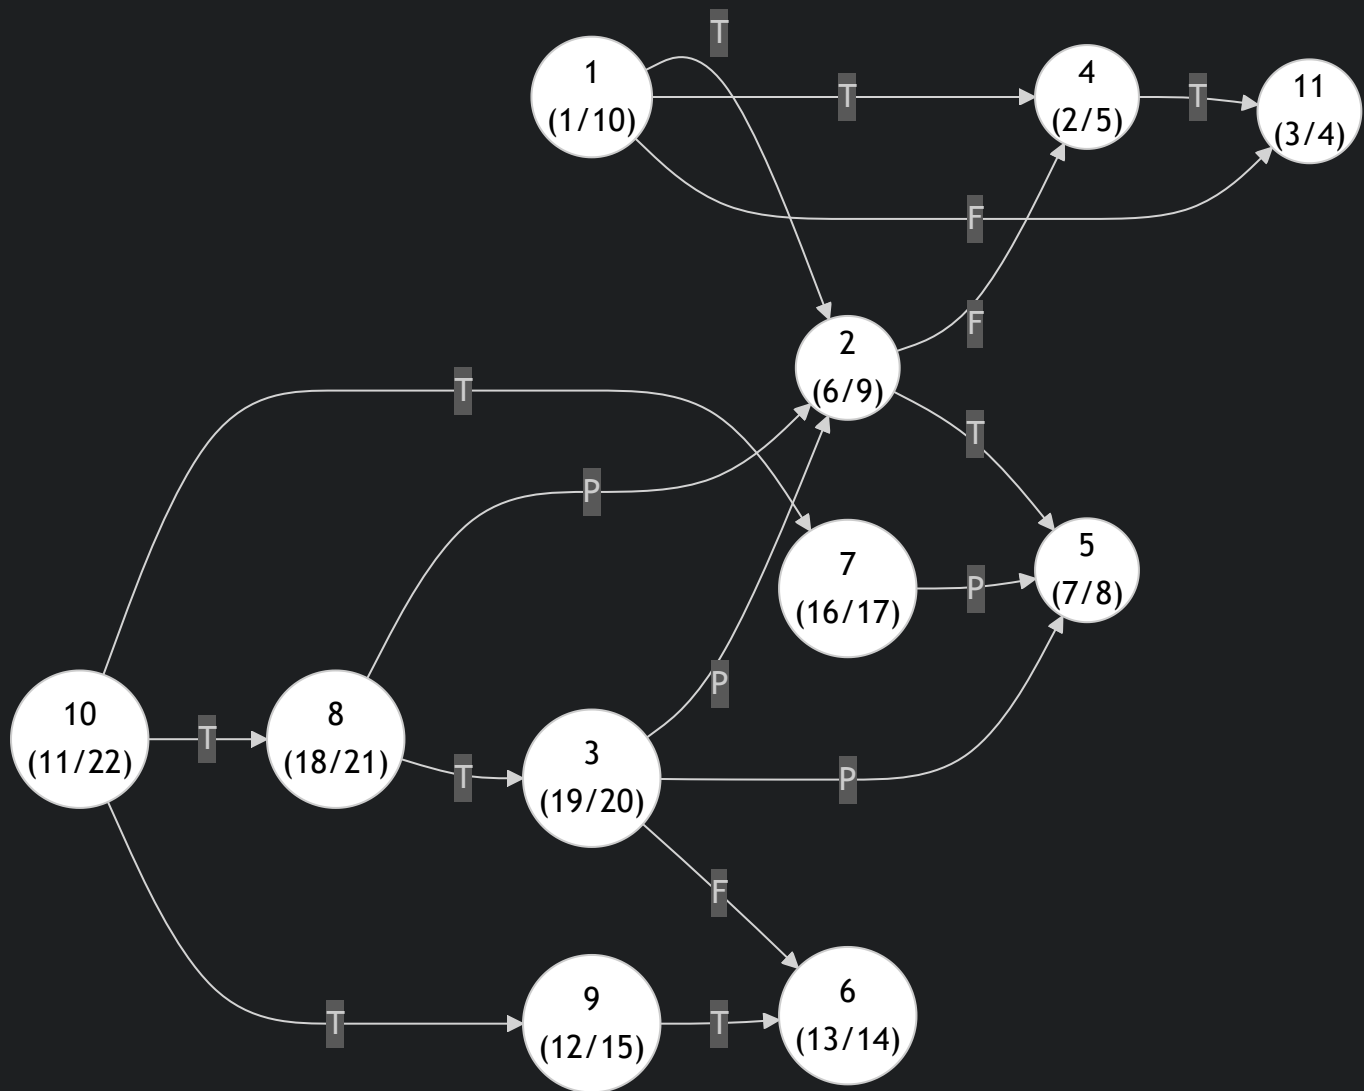 T
1
(1/10)
T
4
(2/5)
T
11
(3/4)
F
F
2
(6/9)
T
T
P
5
(7/8)
7
(16/17)
P
P
10
(11/22)
T
8
(18/21)
T
3
(19/20)
P
F
T
9
(12/15)
T
6
(13/14)